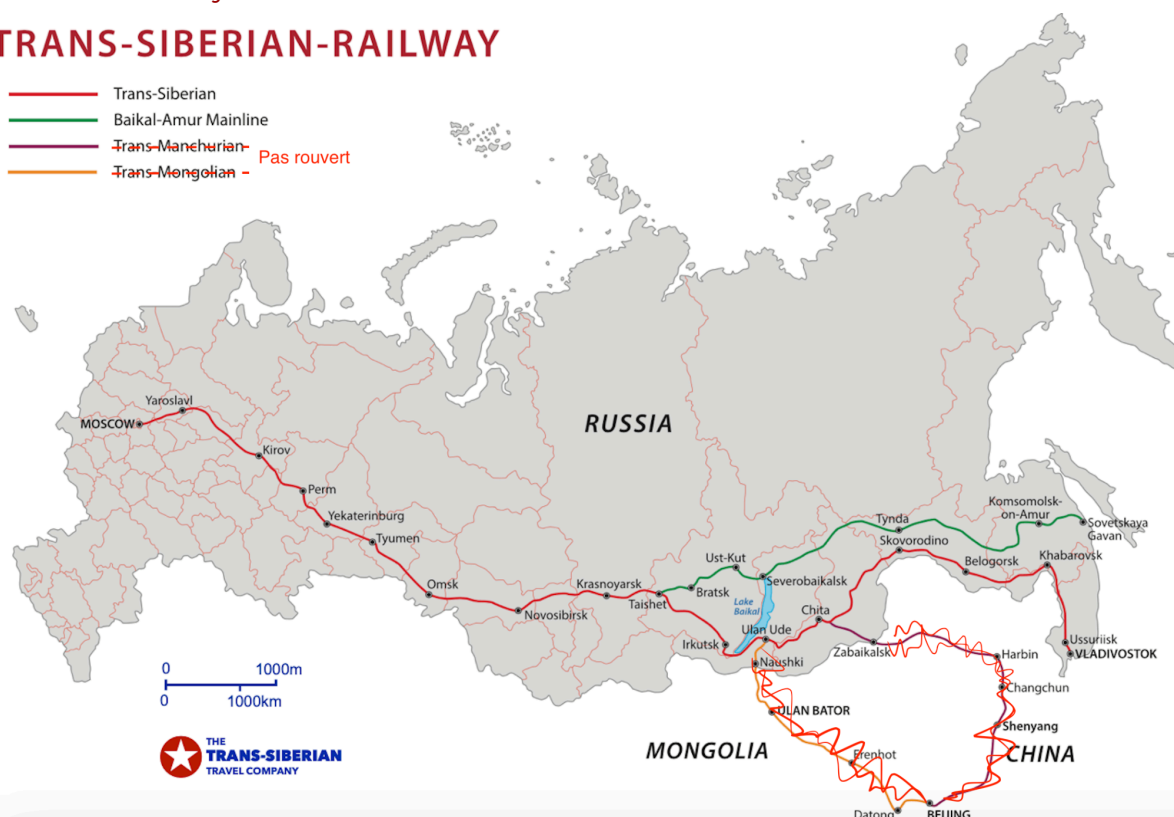 TRANS-SIBERIAN-RAILWAY
Trans-Siberian
Baikal-Amur Mainline
Trans-Manchurian
Trans-Mongolian
Pas rouvert
RUSSIA
Yaroslavl
MOSCOW
Kirov
Perm
Yekaterinburg
Tyumen
Omsk
Novosibirsk
Krasnoyarsk
Taishet
Bratsk
Ust-Kut
Severobaikalsk
Lake
Baikal
Irkutsk
Ulan Ude
Naushki
Chita
Zabaikalsk
Tynda
Skovorodino
Belogorsk
Komsomolsk-
on-Amur
Sovetskaya
Gavan
Khabarovsk
Ussuriisk
VLADIVOSTOK
Harbin
Changchun
Shenyang
CHINA
ULAN BATOR
MONGOLIA
Erenhot
Datong
BEIJING
0 1000m
0 1000km
THE
TRANS-SIBERIAN
TRAVEL COMPANY